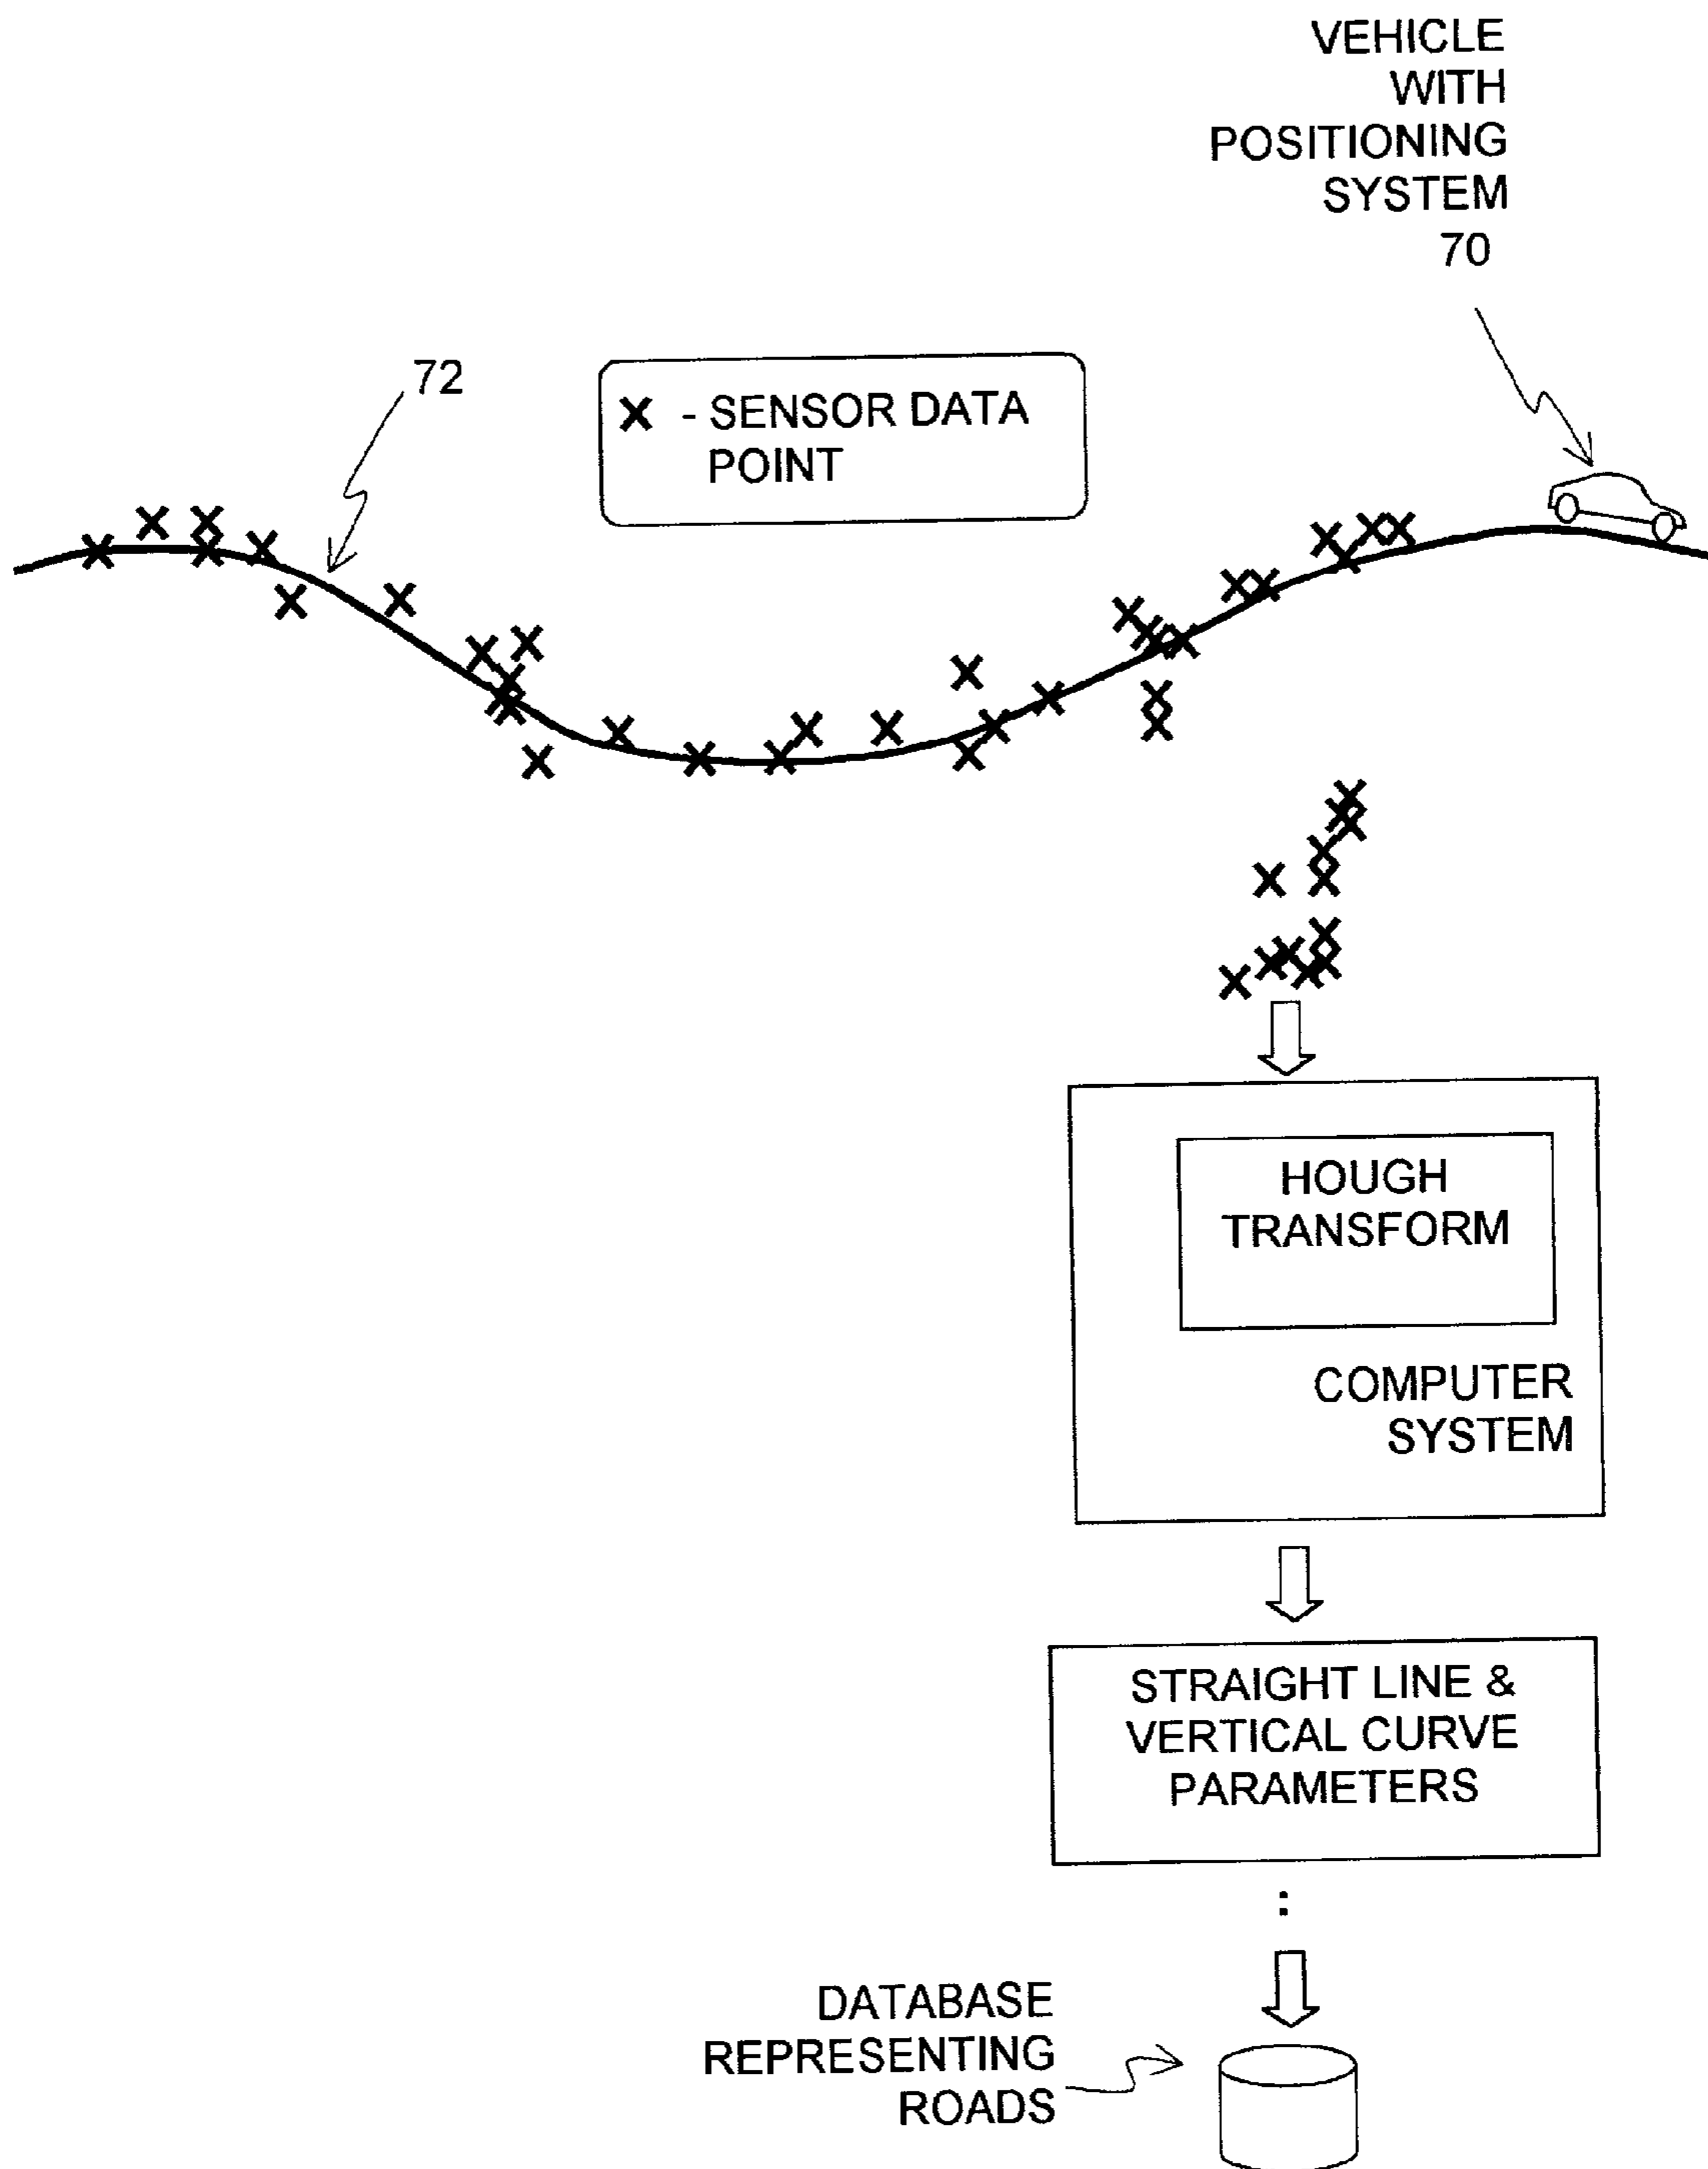 VEHICLE
WITH
POSITIONING
SYSTEM
70
72
X - SENSOR DATA
POINT
HOUGH
TRANSFORM
COMPUTER
SYSTEM
STRAIGHT LINE &
VERTICAL CURVE
PARAMETERS
:
DATABASE
REPRESENTING
ROADS